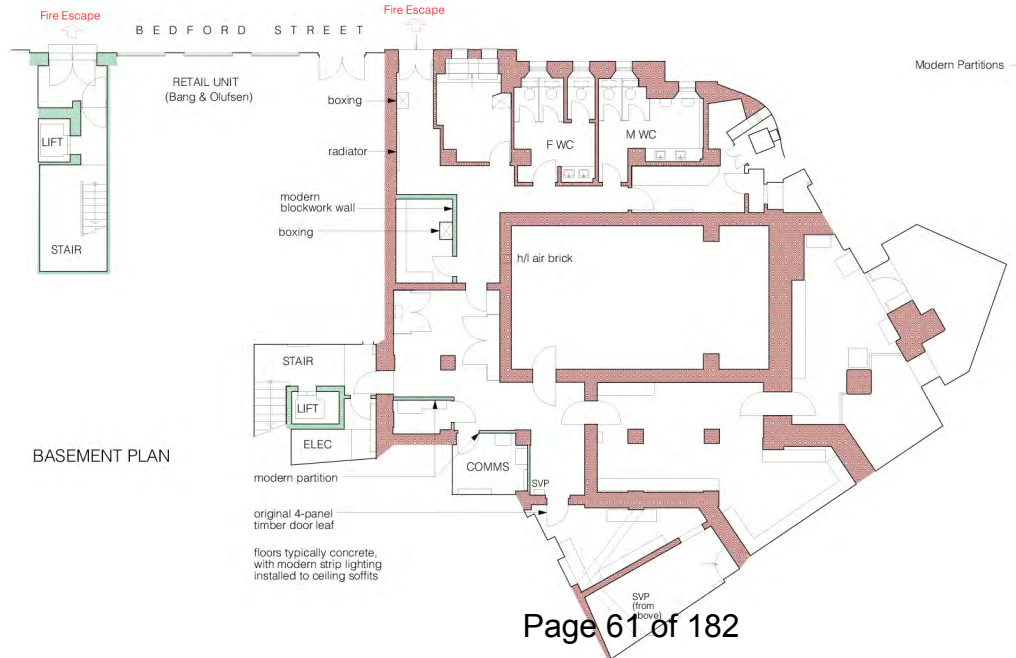 Fire Escape
Fire Escape
BEDFORD STREET
Modern Partitions
RETAIL UNIT
(Bang & Olufsen)
boxing
LIFT
F WC
M WC
radiator
modern
blockwork wall
boxing
STAIR
h/l air brick
STAIR
LIFT
ELEC
BASEMENT PLAN
COMMS
modern partition
SVP
original 4-panel
timber door leaf
floors typically concrete,
with modern strip lighting
installed to ceiling soffits
SVP
(from
above)
Page 61 of 182